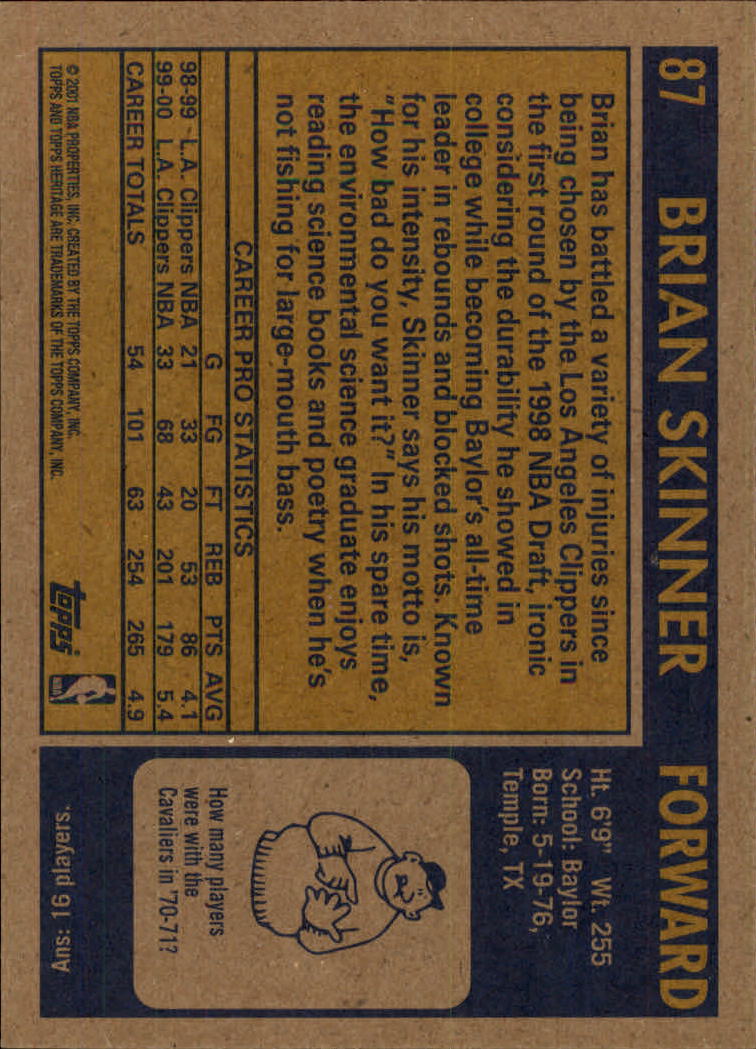 87 BRIAN SKINNER FORWARD
Brian has battled a variety of injuries since
being chosen by the Los Angeles Clippers in
the first round of the 1998 NBA Draft, ironic
considering the durability he showed in
college while becoming Baylor's all-time
leader in rebounds and blocked shots. Known
for his intensity, Skinner says his motto is,
"How bad do you want it?" In his spare time,
the environmental science graduate enjoys
reading science books and poetry when he's
not fishing for large-mouth bass.
CAREER PRO STATISTICS
G FG FT REB PTS AVG
98-99 L.A. Clippers NBA 21 33 20 53 86 4.1
99-00 L.A. Clippers NBA 33 68 43 201 179 5.4
CAREER TOTALS 54 101 63 254 265 4.9
© 2001 NBA PROPERTIES, INC. CREATED BY THE TOPPS COMPANY, INC.
TOPPS AND TOPPS HERITAGE ARE TRADEMARKS OF THE TOPPS COMPANY, INC.
Topps
NBA
Ht. 6'9" Wt. 255
School: Baylor
Born: 5-19-76,
Temple, TX
How many players
were with the
Cavaliers in '70-71?
Ans: 16 players.